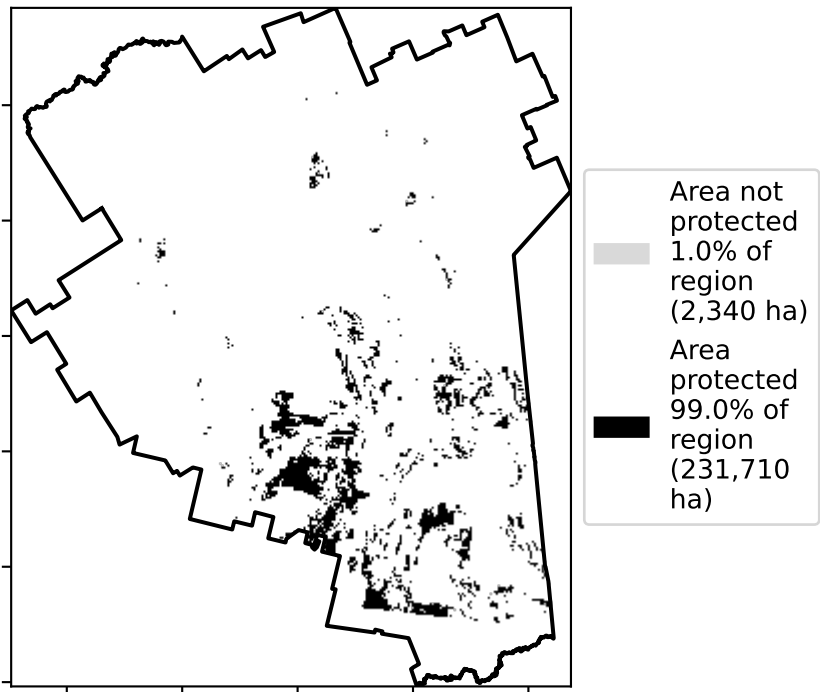 Area not
protected
1.0% of
region
(2,340 ha)
Area
protected
99.0% of
region
(231,710
ha)